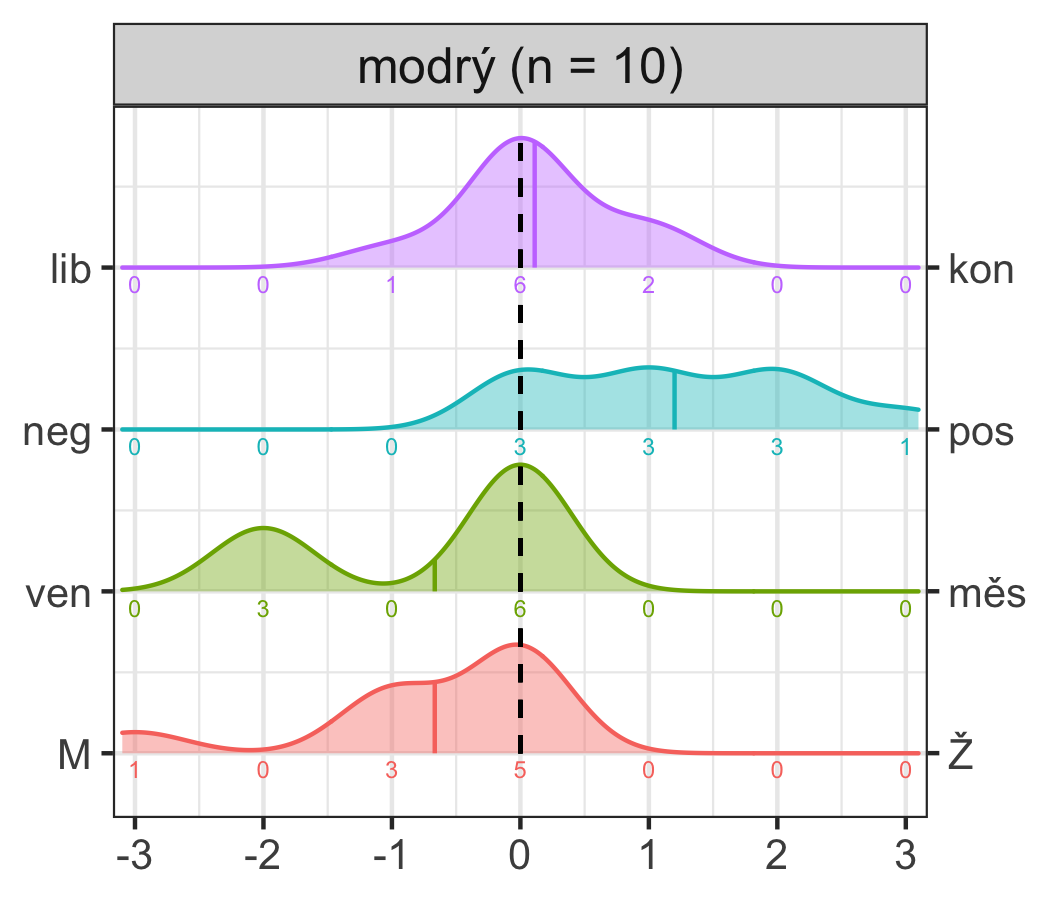 modrý (n = 10)
lib kon
0 0 1 6 2 0 0
neg pos
0 0 0 3 3 3 1
ven měs
0 3 0 6 0 0 0
M Ž
1 0 3 5 0 0 0
-3 -2 -1 0 1 2 3